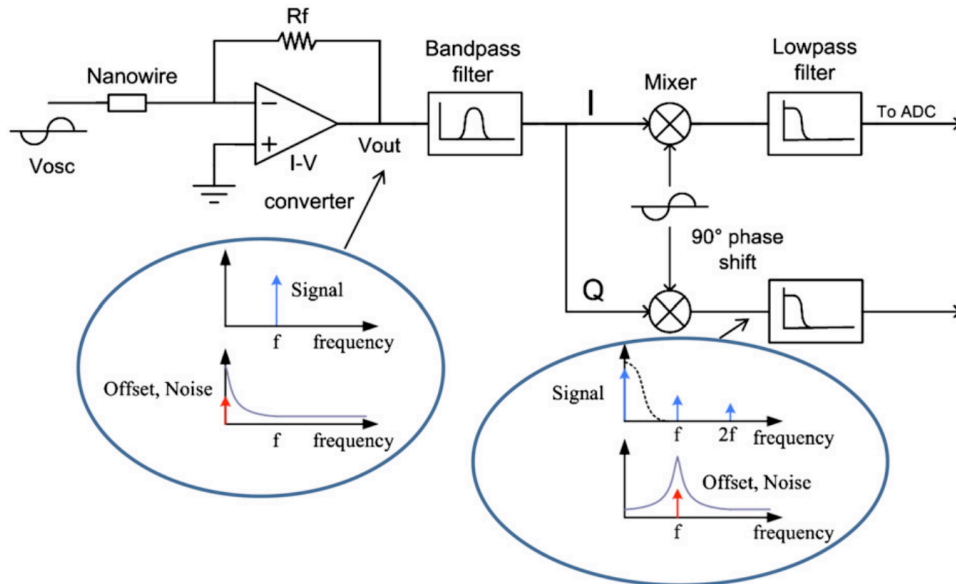 Rf
Nanowire
Vosc
−
+
I-V
converter
Vout
Bandpass
filter
I
Q
Mixer
90° phase
shift
Lowpass
filter
To ADC
Signal
f
frequency
Offset, Noise
f
frequency
Signal
f
2f
frequency
Offset, Noise
f
frequency